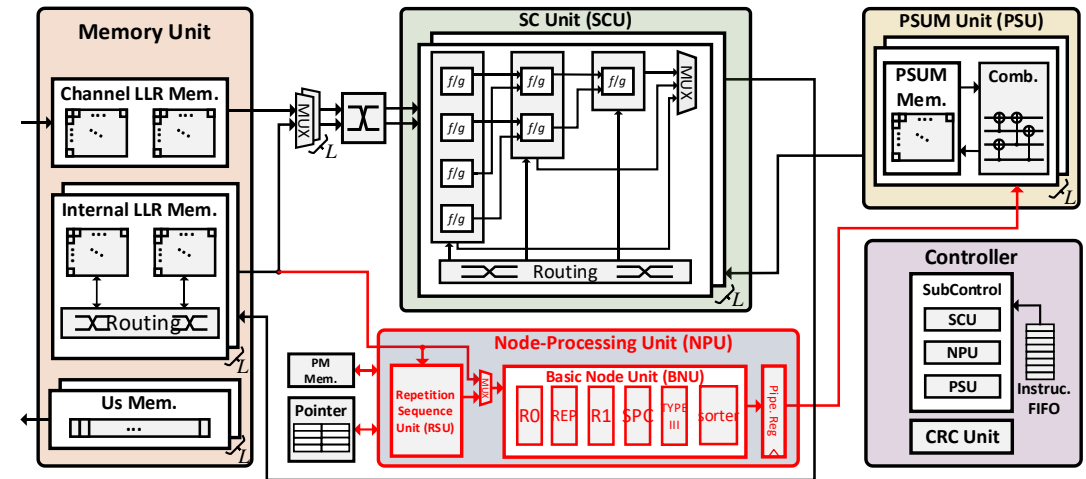 Memory Unit
Channel LLR Mem.
Internal LLR Mem.
Routing
L
Us Mem.
...
L
MUX
L
SC Unit (SCU)
f/g
f/g
f/g
f/g
f/g
f/g
f/g
MUX
Routing
L
PSUM Unit (PSU)
PSUM
Mem.
Comb.
L
Node-Processing Unit (NPU)
PM
Mem.
Pointer
Repetition
Sequence
Unit (RSU)
MUX
Basic Node Unit (BNU)
R0
REP
R1
SPC
TYPE
III
sorter
Pipe. Reg
Controller
SubControl
SCU
NPU
PSU
Instruc.
FIFO
CRC Unit